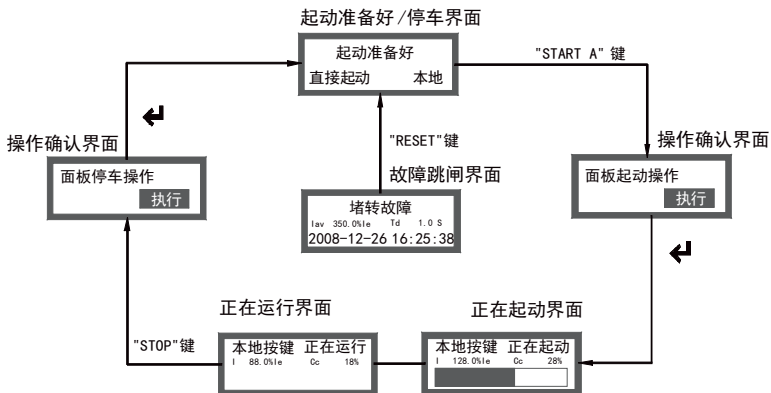 起动准备好/停车界面
起动准备好
直接起动 本地
"START A" 键
"RESET"键
操作确认界面
面板停车操作
执行
操作确认界面
面板起动操作
执行
故障跳闸界面
堵转故障
Iav 350.0%Ie Td 1.0 S
2008-12-26 16:25:38
正在运行界面
正在起动界面
"STOP"键
本地按键 正在运行
I 88.0%Ie Cc 18%
本地按键 正在起动
I 128.0%Ie Cc 28%